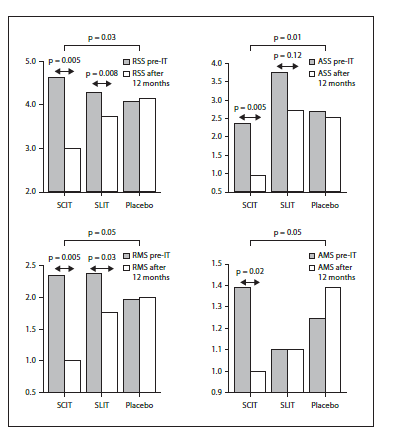 p = 0.03
p = 0.005
p = 0.008
RSS pre-IT
RSS after
12 months
5.0
4.0
3.0
2.0
SCIT
SLIT
Placebo
p = 0.01
p = 0.12
p = 0.005
ASS pre-IT
ASS after
12 months
4.0
3.5
3.0
2.5
2.0
1.5
1.0
0.5
SCIT
SLIT
Placebo
p = 0.05
p = 0.005
p = 0.03
RMS pre-IT
RMS after
12 months
2.5
2.0
1.5
1.0
0.5
SCIT
SLIT
Placebo
p = 0.05
p = 0.02
AMS pre-IT
AMS after
12 months
1.5
1.4
1.3
1.2
1.1
1.0
0.9
SCIT
SLIT
Placebo